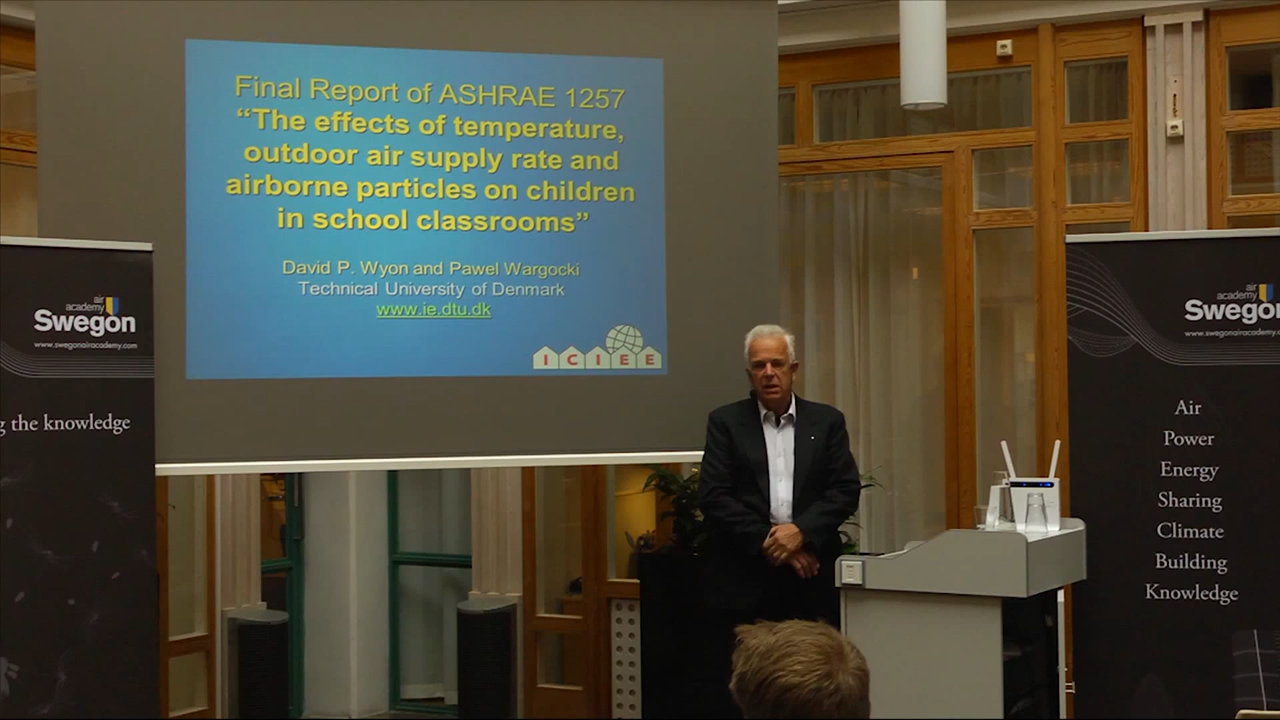 Final Report of ASHRAE 1257
“The effects of temperature,
outdoor air supply rate and
airborne particles on children
in school classrooms”
David P. Wyon and Pawel Wargocki
Technical University of Denmark
www.ie.dtu.dk
ICIEE
air
academy
Swegon
www.swegonairacademy.com
g the knowledge
air
academy
Swegon
www.swegonairacademy
Air
Power
Energy
Sharing
Climate
Building
Knowledge